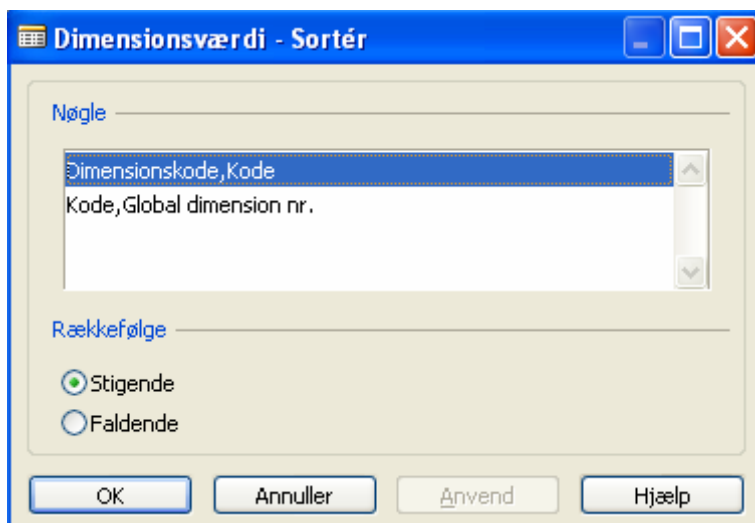 Dimensionsværdi - Sortér
Nøgle
Dimensionskode,Kode
Kode,Global dimension nr.
Rækkefølge
Stigende
Faldende
OK Annuller Anvend Hjælp